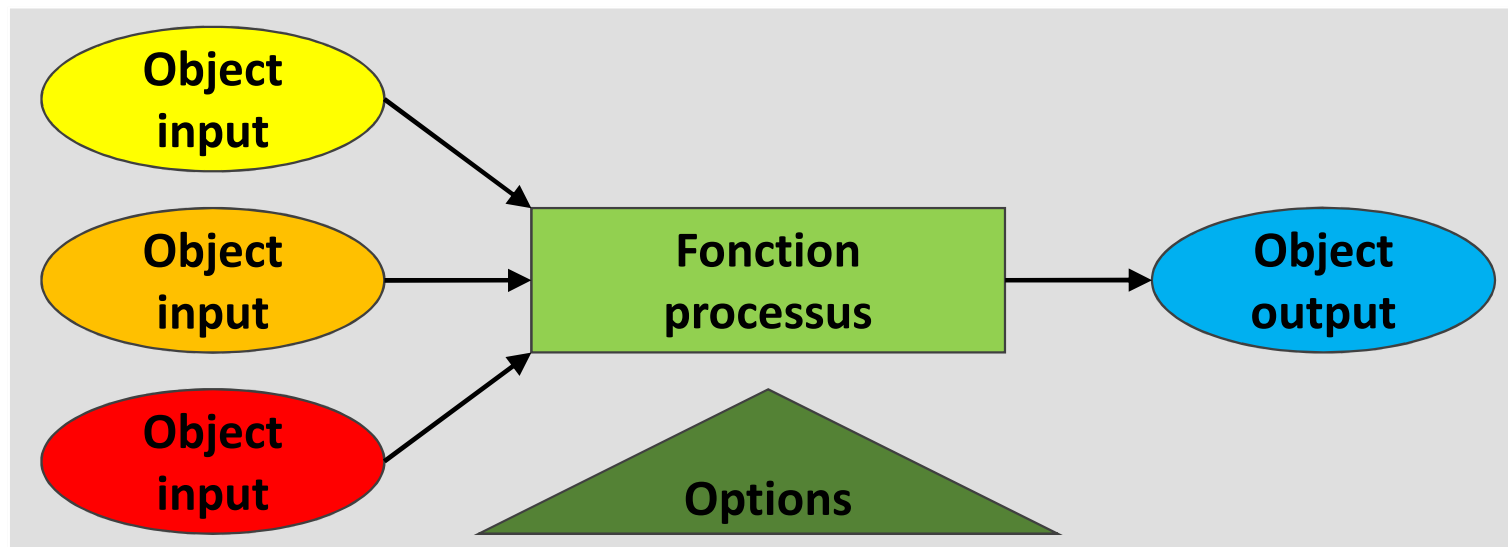 Object
input
Object
input
Object
input
Fonction
processus
Options
Object
output